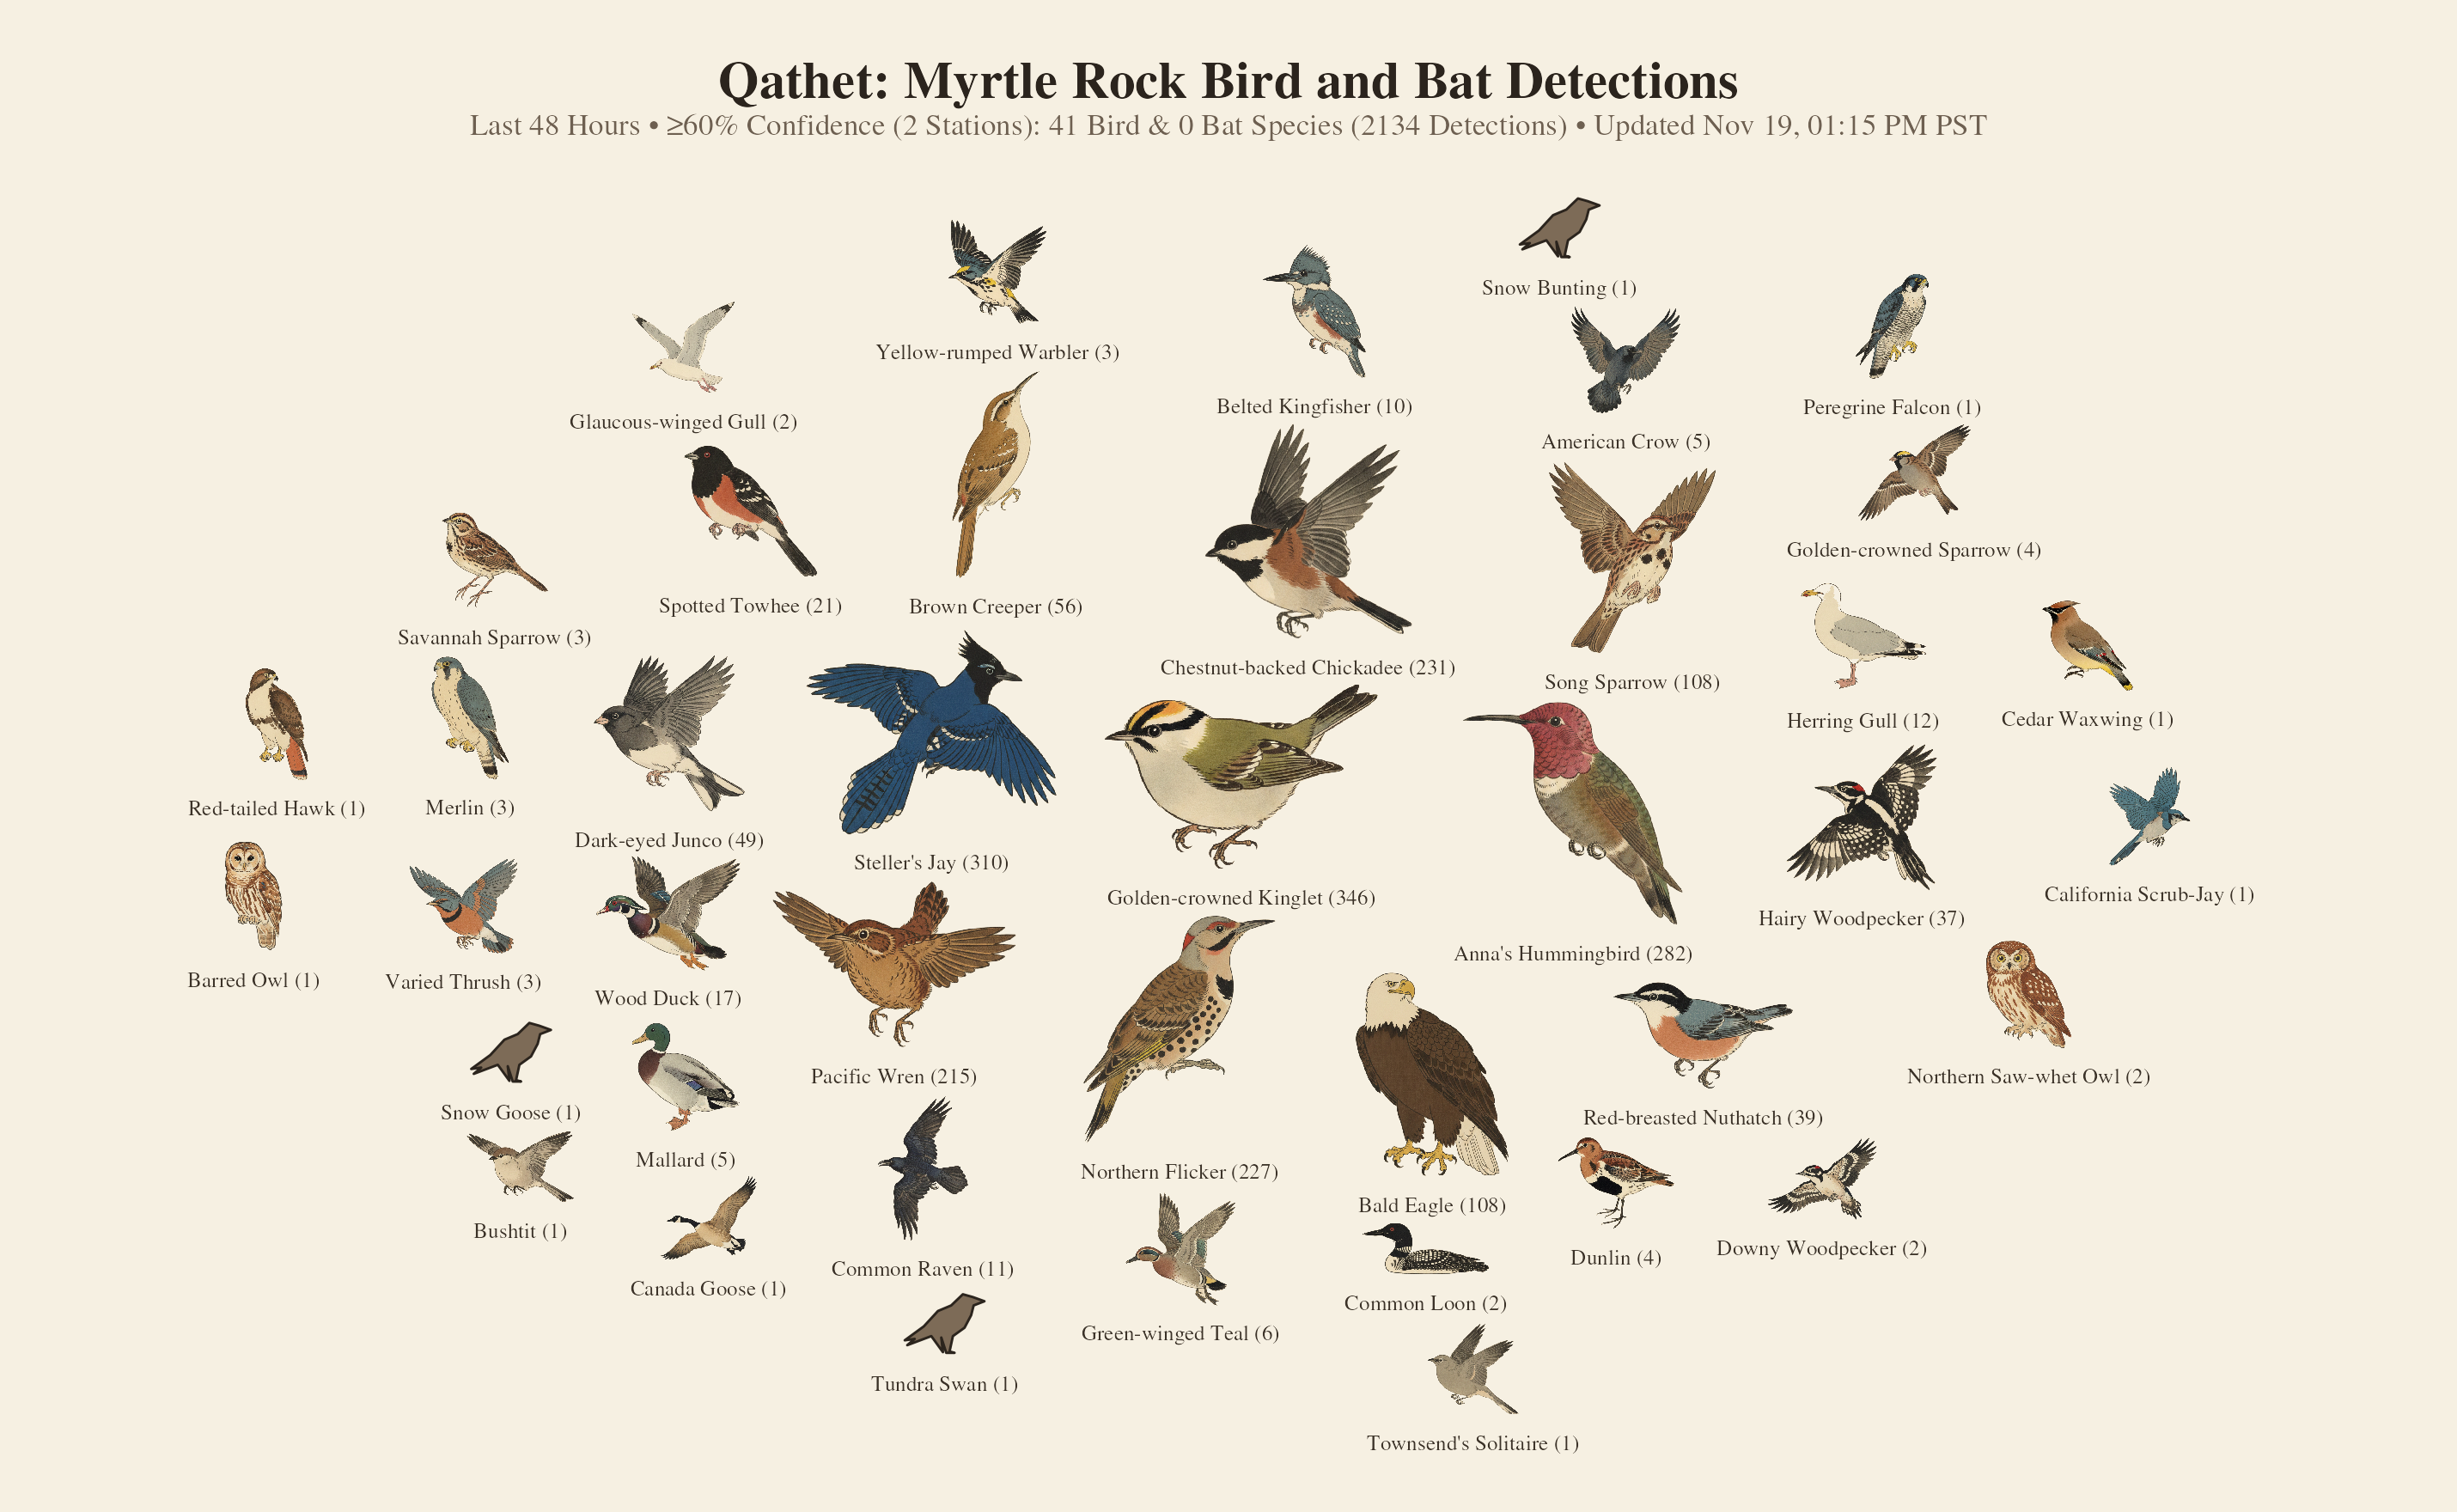 Qathet: Myrtle Rock Bird and Bat Detections
Last 48 Hours • ≥60% Confidence (2 Stations): 41 Bird & 0 Bat Species (2134 Detections) • Updated Nov 19, 01:15 PM PST
Snow Bunting (1)
Yellow-rumped Warbler (3)
Belted Kingfisher (10)
Peregrine Falcon (1)
Glaucous-winged Gull (2)
American Crow (5)
Golden-crowned Sparrow (4)
Spotted Towhee (21)
Brown Creeper (56)
Savannah Sparrow (3)
Chestnut-backed Chickadee (231)
Song Sparrow (108)
Herring Gull (12)
Cedar Waxwing (1)
Red-tailed Hawk (1)
Merlin (3)
Dark-eyed Junco (49)
Steller's Jay (310)
Golden-crowned Kinglet (346)
California Scrub-Jay (1)
Hairy Woodpecker (37)
Anna's Hummingbird (282)
Barred Owl (1)
Varied Thrush (3)
Wood Duck (17)
Pacific Wren (215)
Northern Saw-whet Owl (2)
Snow Goose (1)
Red-breasted Nuthatch (39)
Mallard (5)
Northern Flicker (227)
Bald Eagle (108)
Bushtit (1)
Downy Woodpecker (2)
Dunlin (4)
Common Raven (11)
Canada Goose (1)
Common Loon (2)
Green-winged Teal (6)
Tundra Swan (1)
Townsend's Solitaire (1)